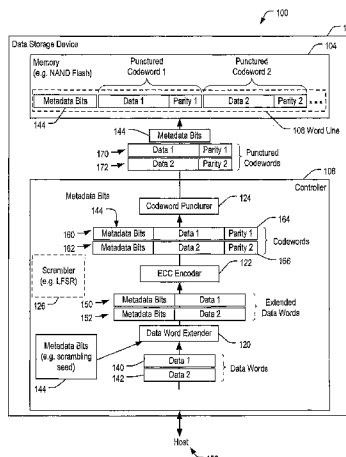 100
Data Storage Device
104
Memory
(e.g. NAND Flash)
Punctured
Codeword 1
Punctured
Codeword 2
Metadata Bits
Data 1
Parity 1
Data 2
Parity 2
144
108 Word Line
144
Metadata Bits
170
Data 1
Parity 1
172
Data 2
Parity 2
Punctured
Codewords
106
Controller
Codeword Puncturer
124
Metadata Bits
144
164
160
Metadata Bits
Data 1
Parity 1
162
Metadata Bits
Data 2
Parity 2
Codewords
166
Scrambler
(e.g. LFSR)
126
ECC Encoder
122
150
Metadata Bits
Data 1
152
Metadata Bits
Data 2
Extended
Data Words
Data Word Extender
120
Metadata Bits
(e.g. scrambling
seed)
144
140
Data 1
142
Data 2
Data Words
Host